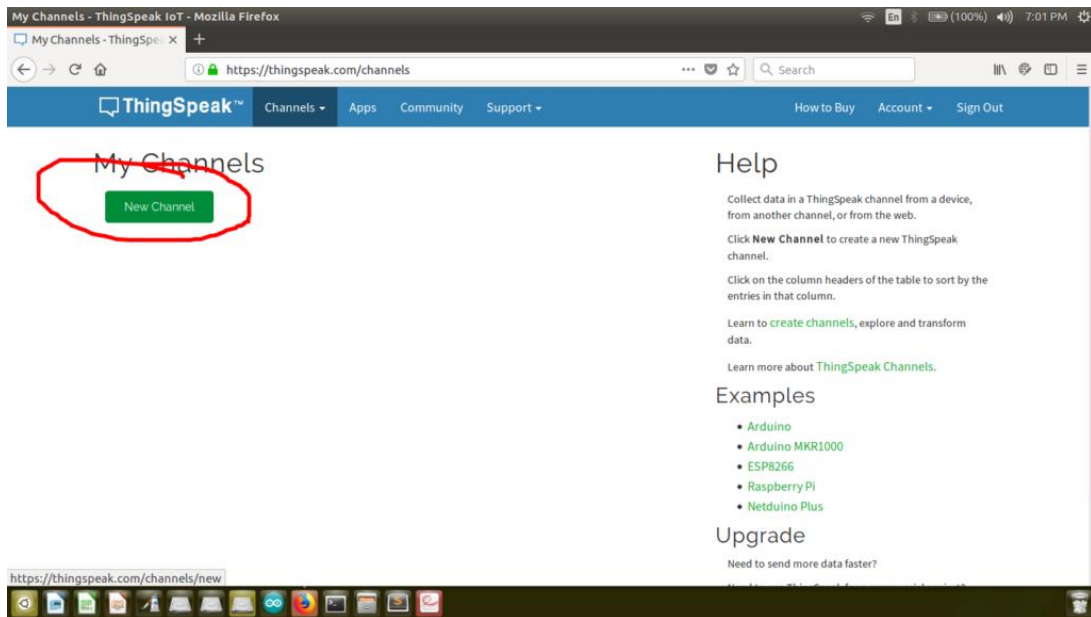 My Channels - ThingSpeak IoT - Mozilla Firefox
En (100%) 7:01 PM
My Channels - ThingSpe
https://thingspeak.com/channels
Search
ThingSpeak™ Channels Apps Community Support How to Buy Account Sign Out
My Channels
New Channel
Help
Collect data in a ThingSpeak channel from a device,
from another channel, or from the web.
Click New Channel to create a new ThingSpeak
channel.
Click on the column headers of the table to sort by the
entries in that column.
Learn to create channels, explore and transform
data.
Learn more about ThingSpeak Channels.
Examples
Arduino
Arduino MKR1000
ESP8266
Raspberry Pi
Netduino Plus
Upgrade
Need to send more data faster?
https://thingspeak.com/channels/new